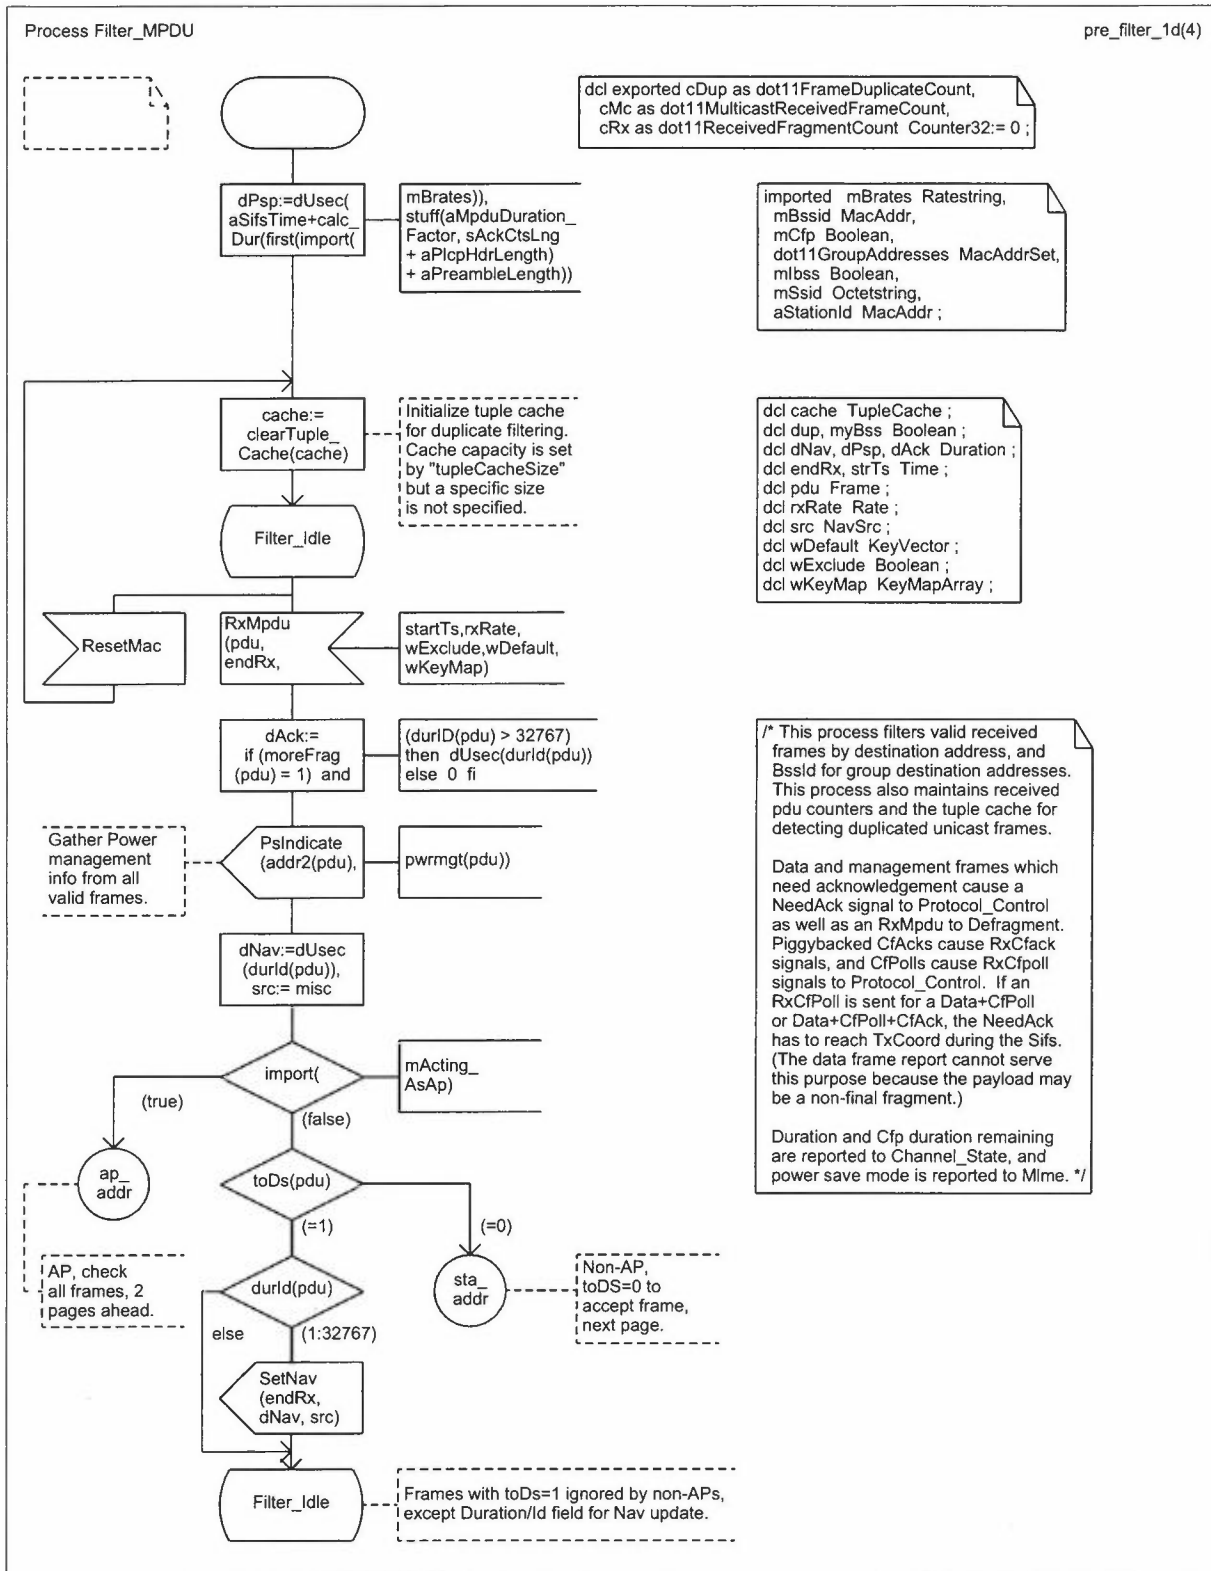 Process Filter_MPDU
pre_filter_1d(4)
dcl exported cDup as dot11FrameDuplicateCount,
cMc as dot11MulticastReceivedFrameCount,
cRx as dot11ReceivedFragmentCount Counter32:= 0 ;
dPsp:=dUsec(
aSifsTime+calc_
Dur(first(import(
mBrates)),
stuff(aMpduDuration_
Factor, sAckCtsLng
+ aPlcpHdrLength)
+ aPreambleLength))
imported mBrates Ratestring,
mBssid MacAddr,
mCfp Boolean,
dot11GroupAddresses MacAddrSet,
mIbss Boolean,
mSsid Octetstring,
aStationId MacAddr ;
cache:=
clearTuple_
Cache(cache)
Initialize tuple cache
for duplicate filtering.
Cache capacity is set
by "tupleCacheSize"
but a specific size
is not specified.
dcl cache TupleCache ;
dcl dup, myBss Boolean ;
dcl dNav, dPsp, dAck Duration ;
dcl endRx, strTs Time ;
dcl pdu Frame ;
dcl rxRate Rate ;
dcl src NavSrc ;
dcl wDefault KeyVector ;
dcl wExclude Boolean ;
dcl wKeyMap KeyMapArray ;
Filter_Idle
ResetMac
RxMpdu
(pdu,
endRx,
startTs,rxRate,
wExclude,wDefault,
wKeyMap)
dAck:=
if (moreFrag
(pdu) = 1) and
(durID(pdu) > 32767)
then dUsec(durId(pdu))
else 0 fi
/* This process filters valid received
frames by destination address, and
BssId for group destination addresses.
This process also maintains received
pdu counters and the tuple cache for
detecting duplicated unicast frames.
Data and management frames which
need acknowledgement cause a
NeedAck signal to Protocol_Control
as well as an RxMpdu to Defragment.
Piggybacked CfAcks cause RxCfack
signals, and CfPolls cause RxCfpoll
signals to Protocol_Control. If an
RxCfPoll is sent for a Data+CfPoll
or Data+CfPoll+CfAck, the NeedAck
has to reach TxCoord during the Sifs.
(The data frame report cannot serve
this purpose because the payload may
be a non-final fragment.)
Duration and Cfp duration remaining
are reported to Channel_State, and
power save mode is reported to Mlme. */
Gather Power
management
info from all
valid frames.
PsIndicate
(addr2(pdu),
pwrmgt(pdu))
dNav:=dUsec
(durId(pdu)),
src:= misc
import(
mActing_
AsAp)
(true)
(false)
ap_
addr
toDs(pdu)
(=1)
(=0)
AP, check
all frames, 2
pages ahead.
durId(pdu)
sta_
addr
Non-AP,
toDS=0 to
accept frame,
next page.
else
(1:32767)
SetNav
(endRx,
dNav, src)
Filter_Idle
Frames with toDs=1 ignored by non-APs,
except Duration/Id field for Nav update.